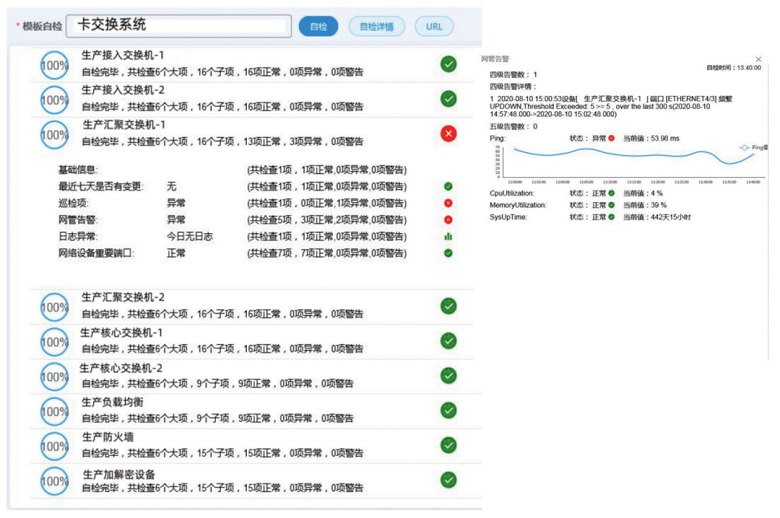 * 模板自检 卡交换系统 自检 自检详情 URL
100% 生产接入交换机-1
自检完毕，共检查6个大项，16个子项，16项正常，0项异常，0项警告
100% 生产接入交换机-2
自检完毕，共检查6个大项，16个子项，16项正常，0项异常，0项警告
100% 生产汇聚交换机-1
自检完毕，共检查6个大项，16个子项，13项正常，3项异常，0项警告
基础信息: (共检查1项，1项正常,0项异常,0项警告)
最近七天是否有变更: 无 (共检查1项，1项正常,0项异常,0项警告)
巡检项: 异常 (共检查1项，0项正常,1项异常,0项警告)
网管告警: 异常 (共检查5项，3项正常,2项异常,0项警告)
日志异常: 今日无日志 (共检查1项，1项正常,0项异常,0项警告)
网络设备重要端口: 正常 (共检查7项，7项正常,0项异常,0项警告)
100% 生产汇聚交换机-2
自检完毕，共检查6个大项，16个子项，16项正常，0项异常，0项警告
100% 生产核心交换机-1
自检完毕，共检查6个大项，16个子项，16项正常，0项异常，0项警告
100% 生产核心交换机-2
自检完毕，共检查6个大项，9个子项，9项正常，0项异常，0项警告
100% 生产负载均衡
自检完毕，共检查6个大项，9个子项，9项正常，0项异常，0项警告
100% 生产防火墙
自检完毕，共检查6个大项，15个子项，15项正常，0项异常，0项警告
100% 生产加解密设备
自检完毕，共检查6个大项，15个子项，15项正常，0项异常，0项警告
网管告警
自检时间：13:40:00
四级告警数： 1
四级告警详情：
1 2020-08-10 15:00:53设备[ 生产汇聚交换机-1 ] 端口 [ETHERNET4/3] 频繁
UPDOWN,Threshold Exceeded: 5 >= 5 , over the last 300 s(2020-08-10
14:57:48.000->2020-08-10 15:02:48.000)
五级告警数： 0
Ping: 状态： 异常 当前值：53.98 ms
Ping值
70
60
50
40
30
20
10
0
CpuUtilization: 状态： 正常 当前值：4 %
MemoryUtilization: 状态： 正常 当前值：39 %
SysUpTime: 状态： 正常 当前值：442天15小时